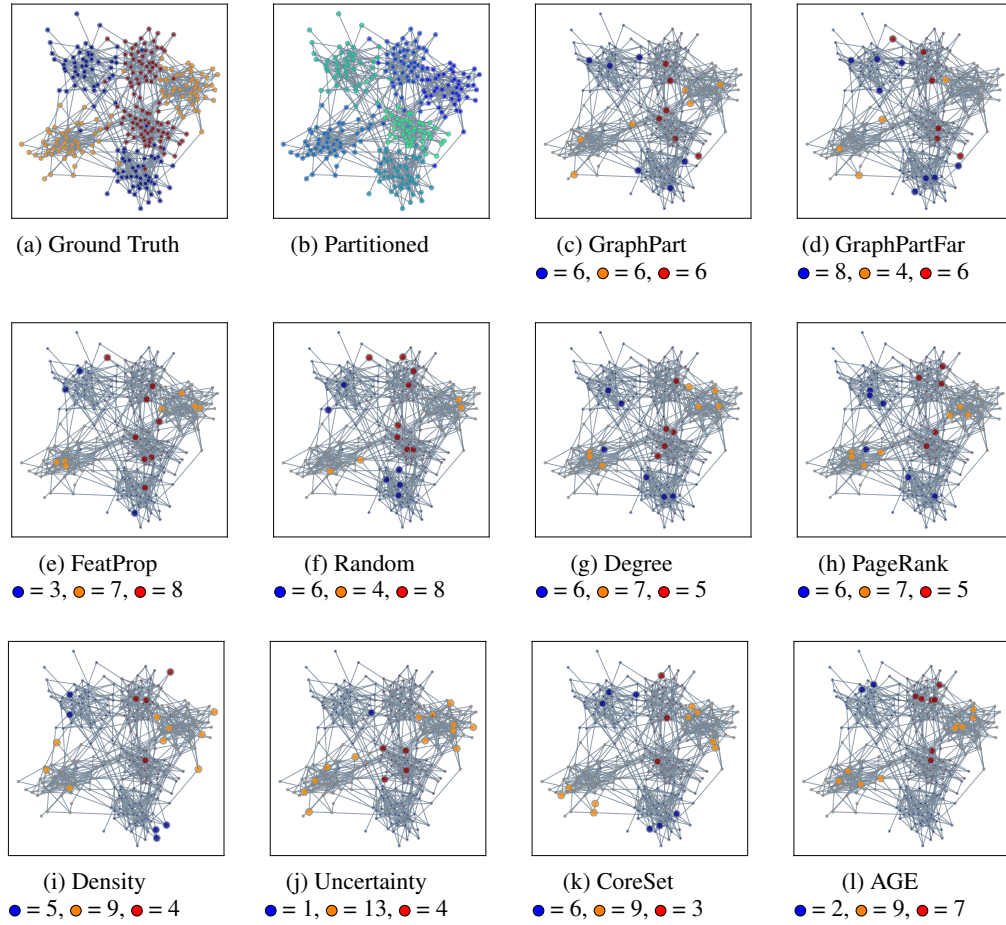 (a) Ground Truth
(b) Partitioned
(c) GraphPart
= 6, = 6, = 6
(d) GraphPartFar
= 8, = 4, = 6
(e) FeatProp
= 3, = 7, = 8
(f) Random
= 6, = 4, = 8
(g) Degree
= 6, = 7, = 5
(h) PageRank
= 6, = 7, = 5
(i) Density
= 5, = 9, = 4
(j) Uncertainty
= 1, = 13, = 4
(k) CoreSet
= 6, = 9, = 3
(l) AGE
= 2, = 9, = 7